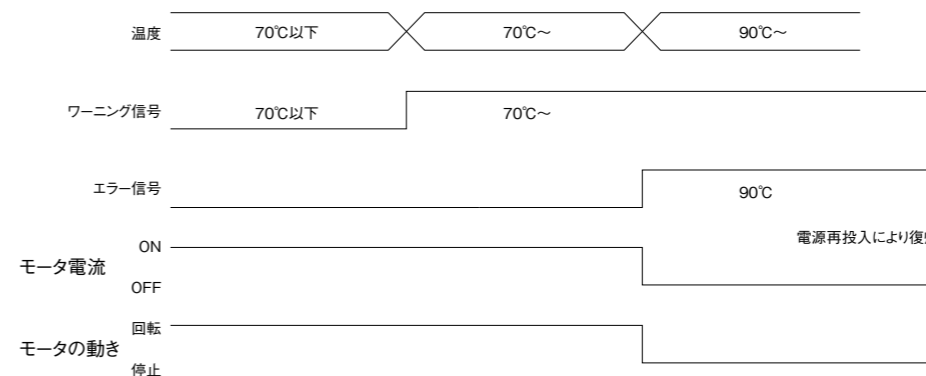 温度 70℃以下 70℃～ 90℃～
ワーニング信号 70℃以下 70℃～
エラー信号 90℃
電源再投入により復
ON
モータ電流
OFF
回転
モータの動き
停止